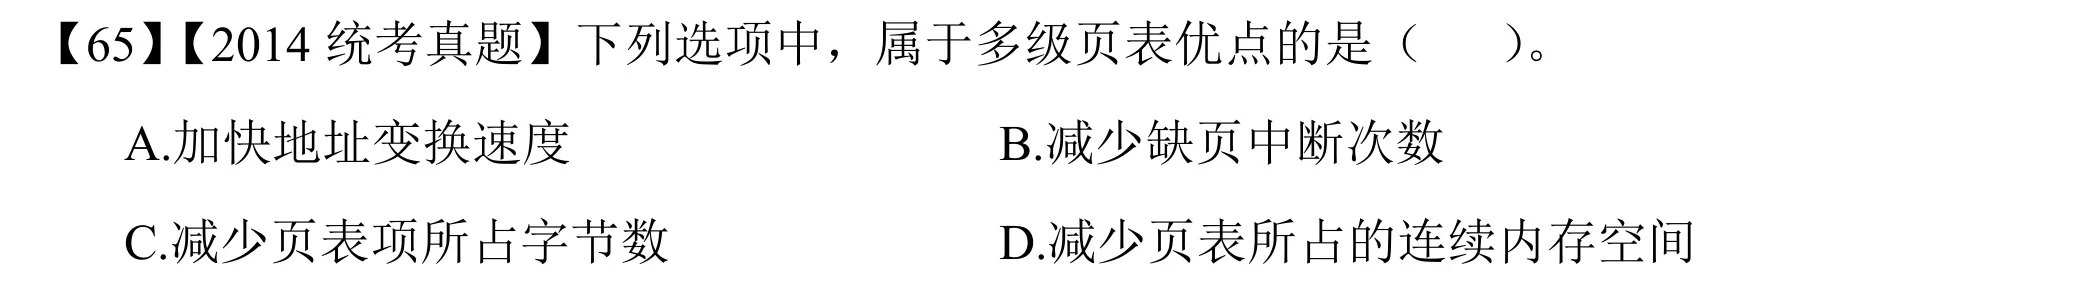 【65】【2014 统考真题】下列选项中，属于多级页表优点的是（　　）。
A.加快地址变换速度　　B.减少缺页中断次数
C.减少页表项所占字节数　　D.减少页表所占的连续内存空间